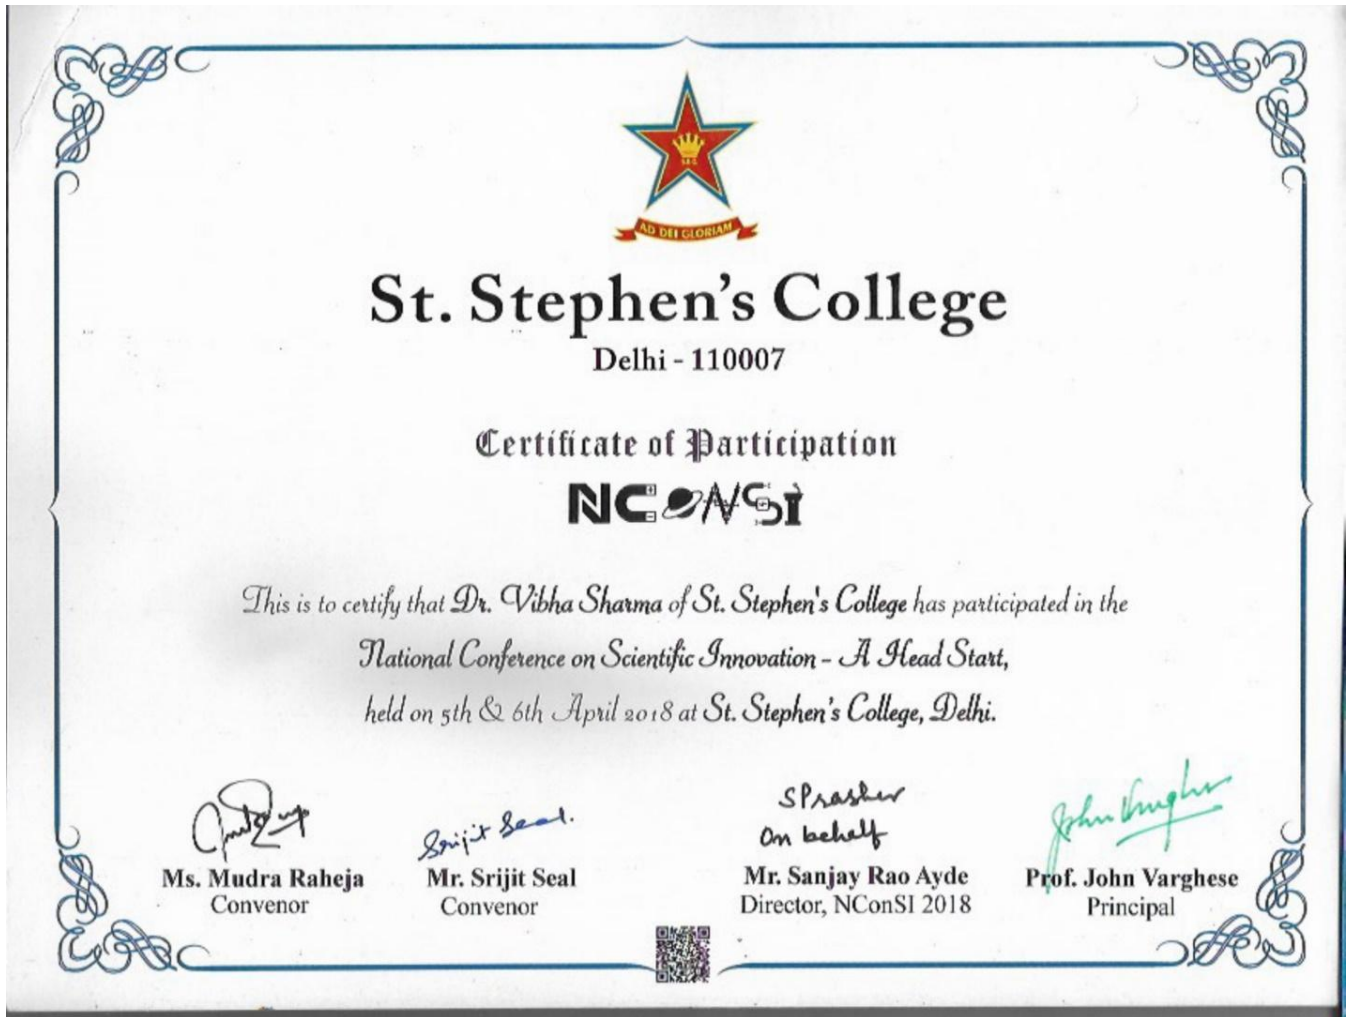 AD DEI GLORIAM
St. Stephen's College
Delhi - 110007
Certificate of Participation
NCONSI
This is to certify that Dr. Vibha Sharma of St. Stephen's College has participated in the
National Conference on Scientific Innovation - A Head Start,
held on 5th & 6th April 2018 at St. Stephen's College, Delhi.
Srijit Seal.
SPrasher
on behalf
John Varghese
Ms. Mudra Raheja
Convenor
Mr. Srijit Seal
Convenor
Mr. Sanjay Rao Ayde
Director, NConSI 2018
Prof. John Varghese
Principal